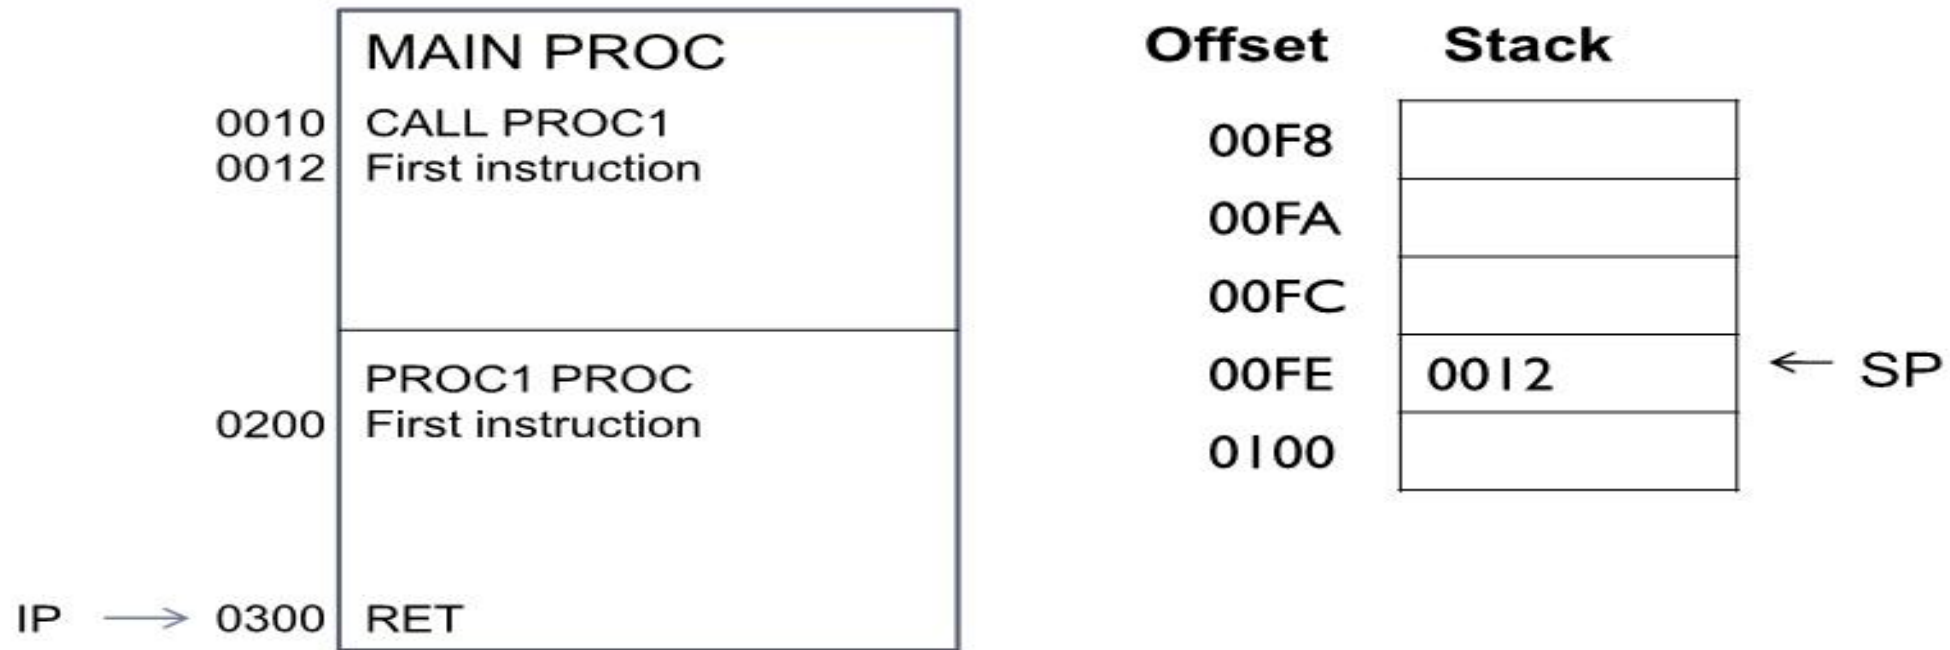 MAIN PROC
0010 CALL PROC1
0012 First instruction
PROC1 PROC
0200 First instruction
IP 0300 RET
Offset Stack
00F8
00FA
00FC
00FE 0012 SP
0100